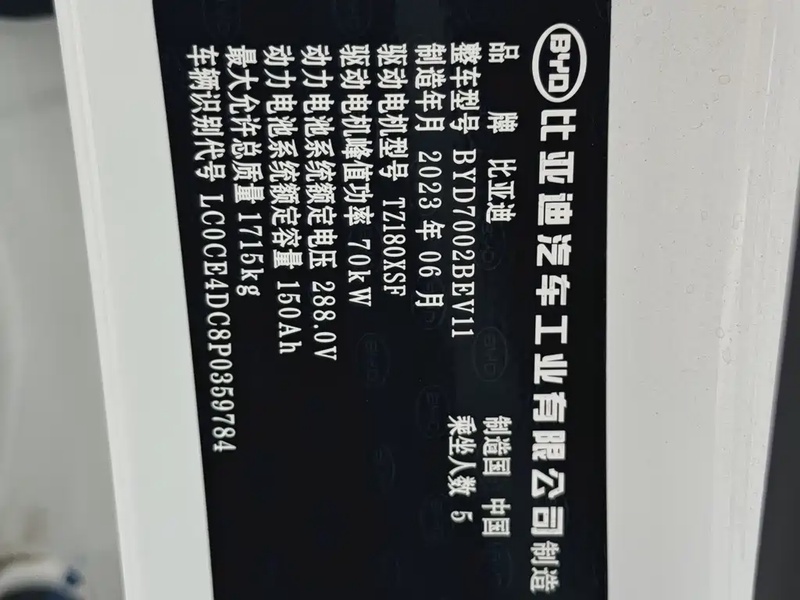 BYD 比亚迪汽车工业有限公司制造
品 牌 比亚迪 制造国 中国
整车型号 BYD7002BEV11 乘坐人数 5
制造年月 2023 年 06 月
驱动电机型号 TZ180XSF
驱动电机峰值功率 70kW
动力电池系统额定电压 288.0V
动力电池系统额定容量 150Ah
最大允许总质量 1715kg
车辆识别代号 LC0CE4DC8P0359784